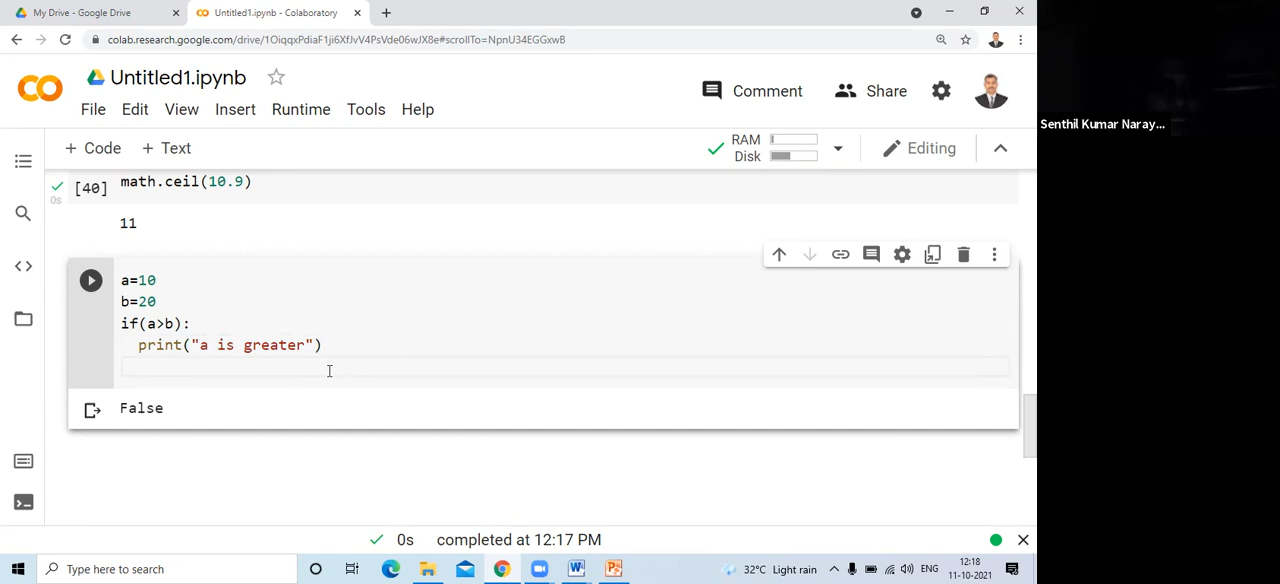 My Drive - Google Drive
Untitled1.ipynb - Colaboratory
colab.research.google.com/drive/1OiqqxPdiaF1ji6XfJvV4PsVde06wJX8e#scrollTo=NpnU34EGGxwB
Untitled1.ipynb
Comment
Share
File Edit View Insert Runtime Tools Help
Senthil Kumar Naray...
+ Code + Text
RAM
Disk
Editing
[40] math.ceil(10.9)
0s
11
a=10
b=20
if(a>b):
print("a is greater")
False
0s completed at 12:17 PM
Type here to search
32°C Light rain
ENG
12:18
11-10-2021